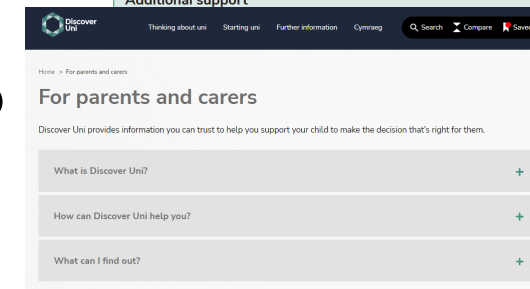 Additional support
Discover
Uni
Thinking about uni Starting uni Further information Cymraeg Search Compare Saved
Home > For parents and carers
For parents and carers
Discover Uni provides information you can trust to help you support your child to make the decision that's right for them.
What is Discover Uni? +
How can Discover Uni help you? +
What can I find out? +